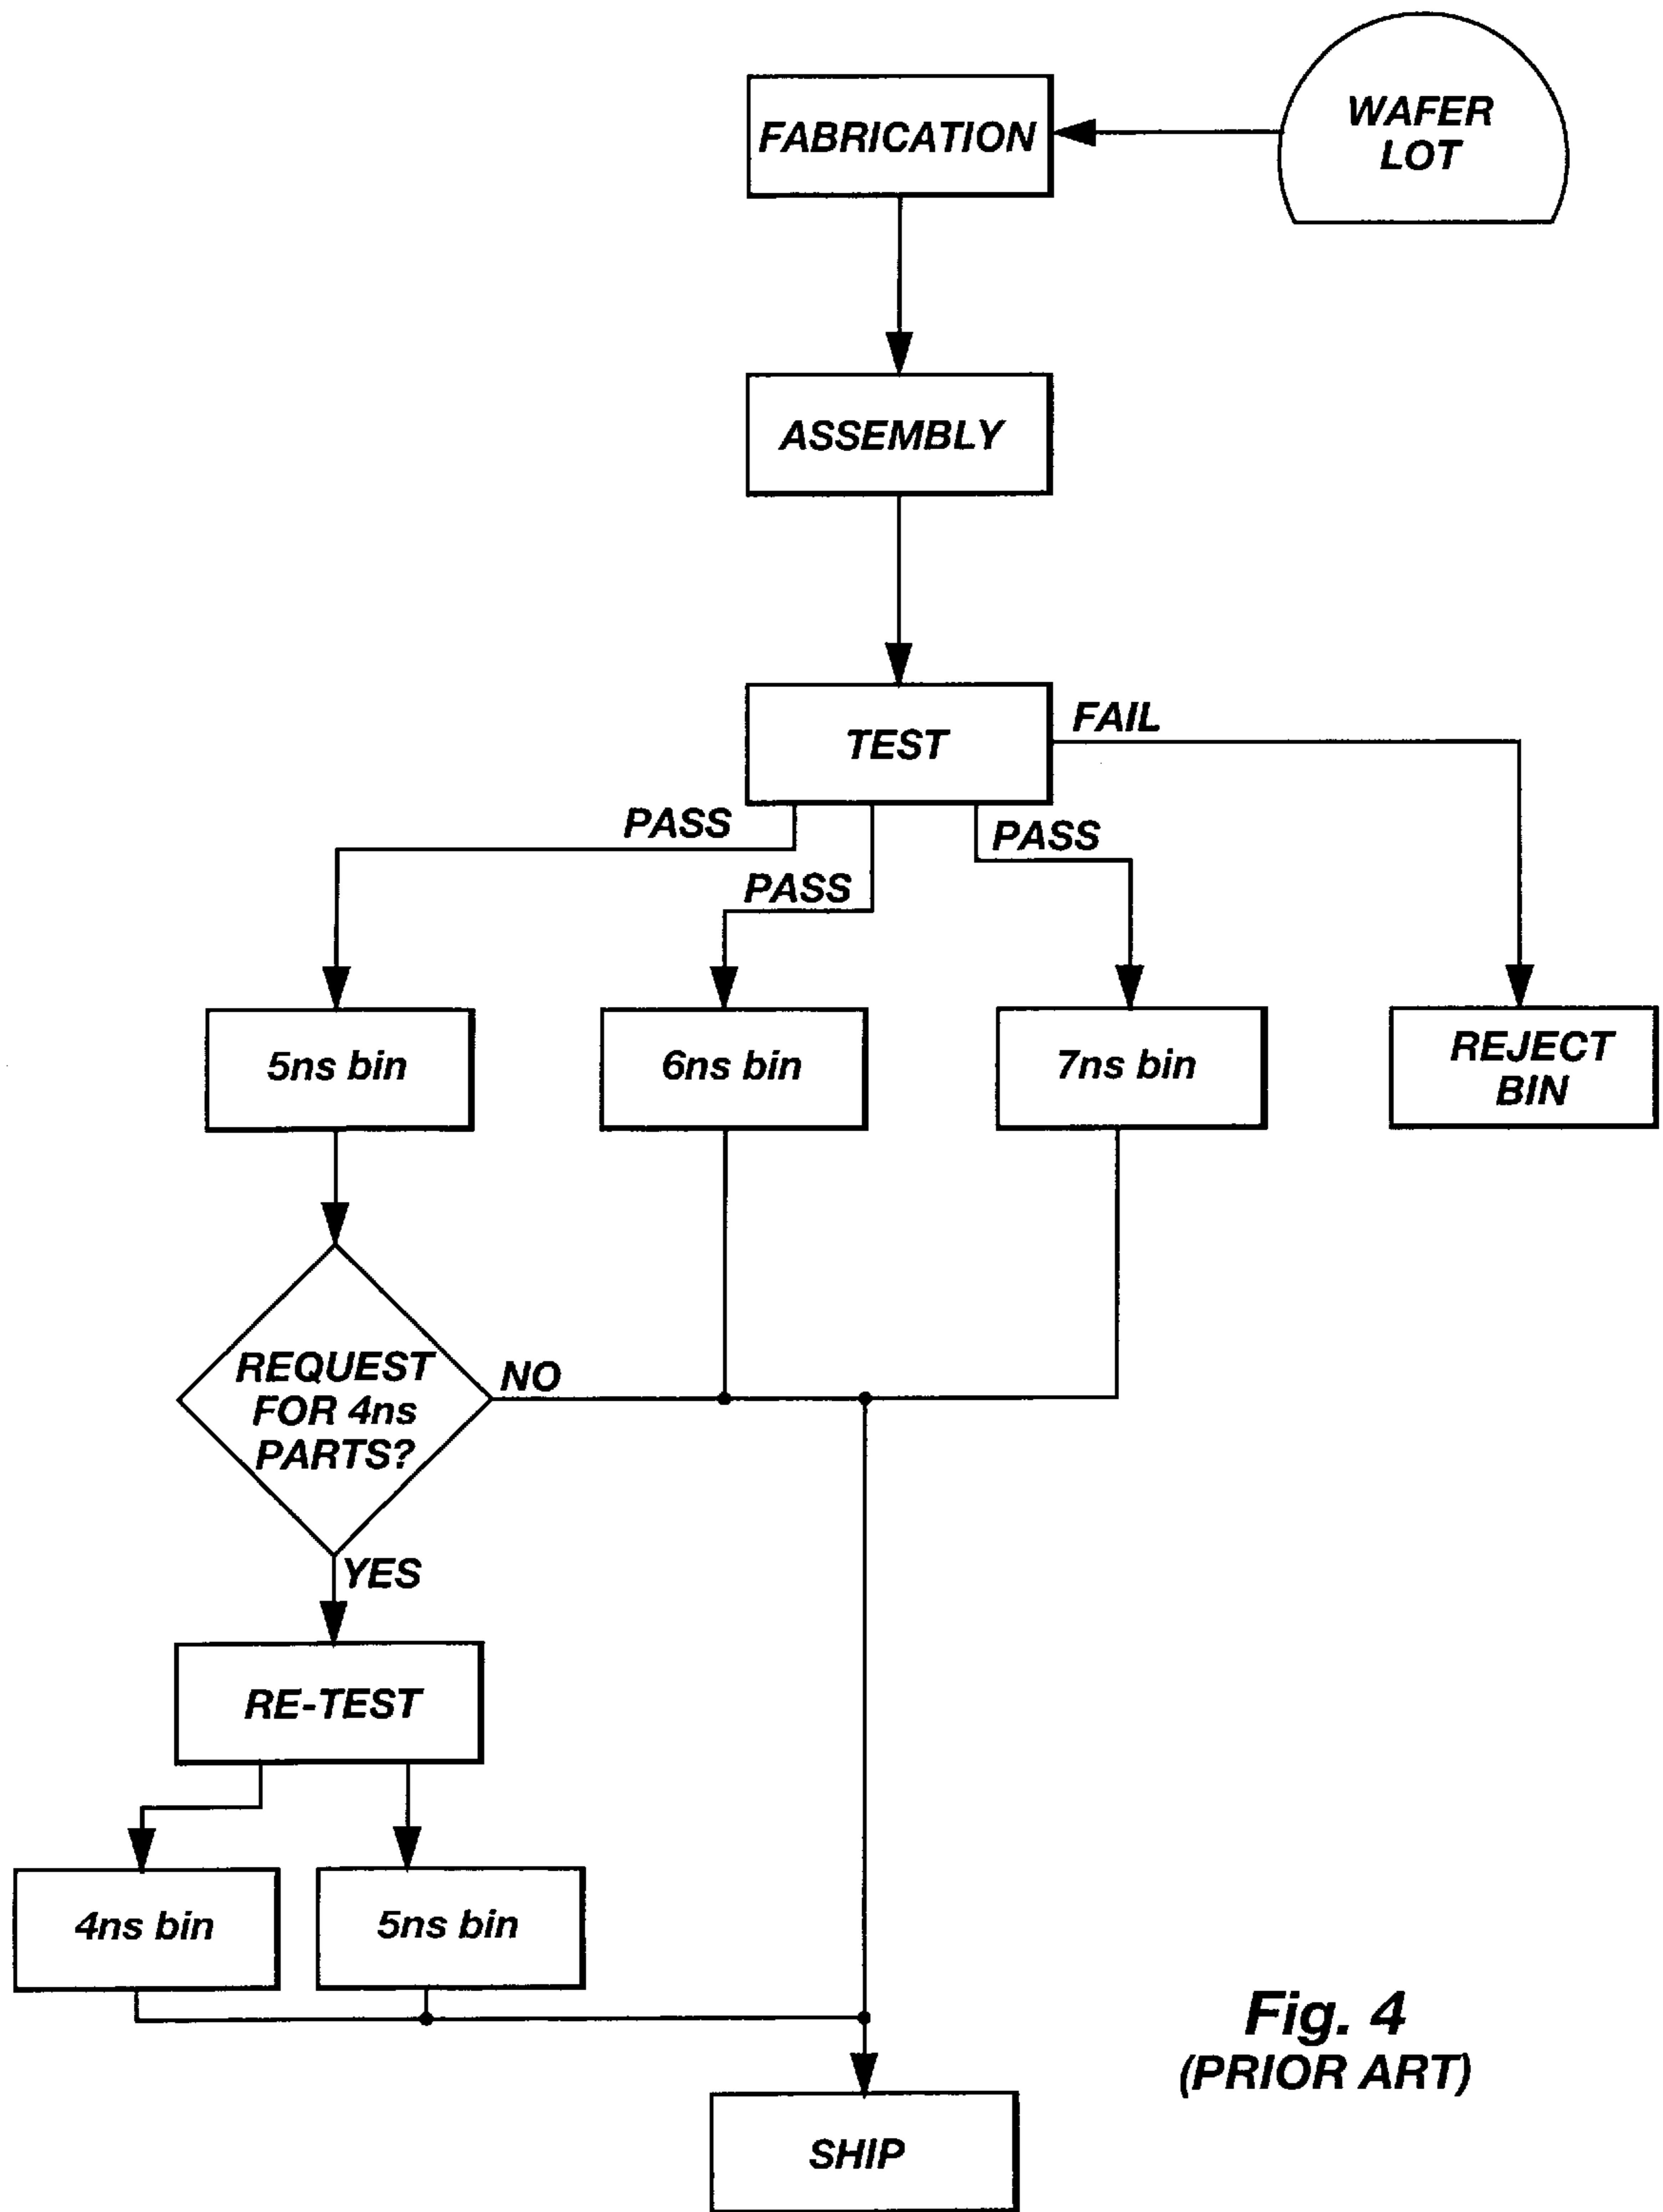 WAFER
LOT
FABRICATION
ASSEMBLY
TEST
FAIL
PASS
PASS
PASS
5ns bin
6ns bin
7ns bin
REJECT
BIN
REQUEST
FOR 4ns
PARTS?
NO
YES
RE-TEST
4ns bin
5ns bin
SHIP
Fig. 4
(PRIOR ART)